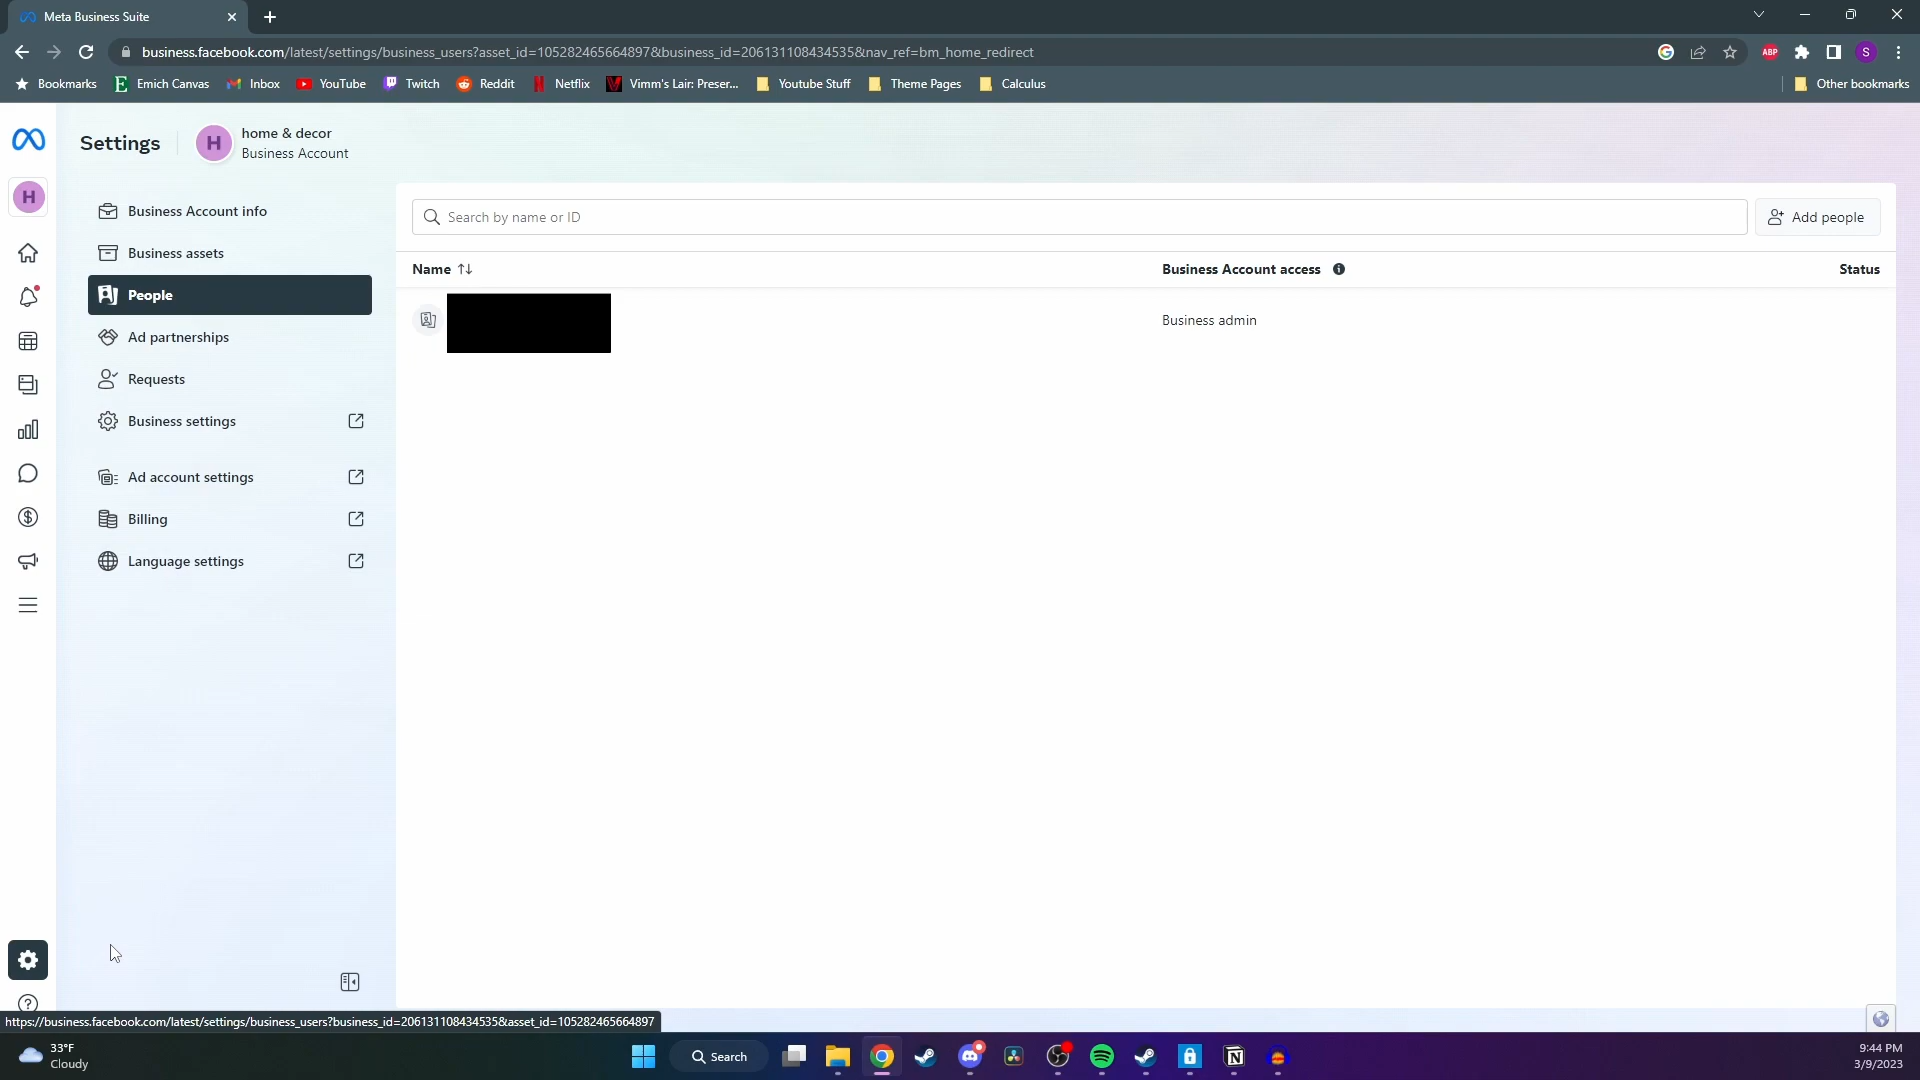 Meta Business Suite
business.facebook.com/latest/settings/business_users?asset_id=105282465664897&business_id=206131108434535&nav_ref=bm_home_redirect
ABP
S
Bookmarks
Emich Canvas
Inbox
YouTube
Twitch
Reddit
Netflix
Vimm's Lair: Preser...
Youtube Stuff
Theme Pages
Calculus
Other bookmarks
Settings
H
home & decor
Business Account
H
Business Account info
Business assets
People
Ad partnerships
Requests
Business settings
Ad account settings
Billing
Language settings
Search by name or ID
Add people
Name
Business Account access
Status
Business admin
https://business.facebook.com/latest/settings/business_users?business_id=206131108434535&asset_id=105282465664897
33°F
Cloudy
Search
9:44 PM
3/9/2023